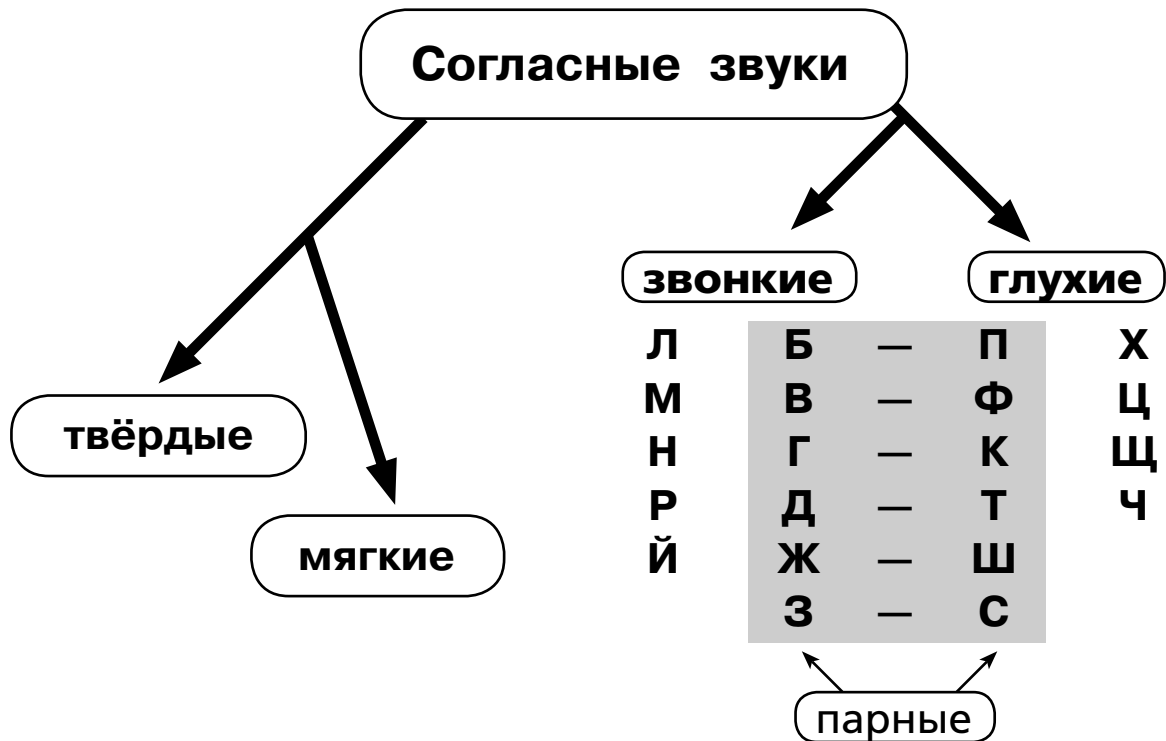 Согласные звуки
звонкие глухие
Л Б — П Х
М В — Ф Ц
Н Г — К Щ
Р Д — Т Ч
Й Ж — Ш
З — С
парные
твёрдые
мягкие